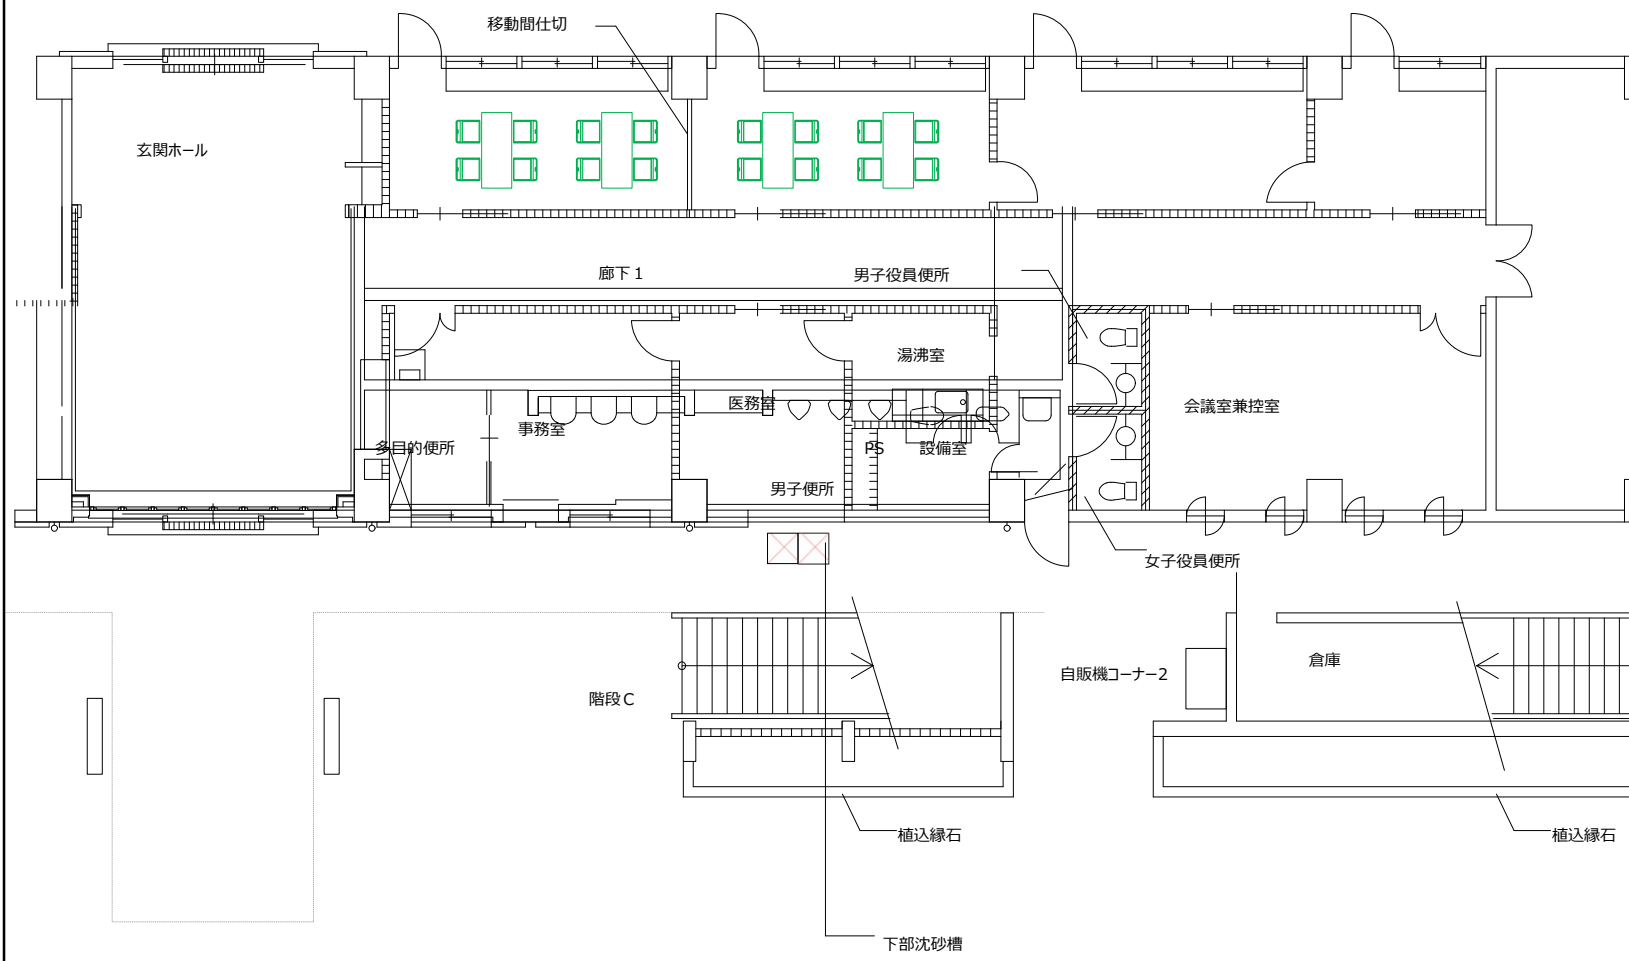 移動間仕切
玄関ホール
廊下１
男子役員便所
湯沸室
医務室
会議室兼控室
事務室
多目的便所
PS
設備室
男子便所
女子役員便所
自販機コーナー2
倉庫
階段Ｃ
植込縁石
植込縁石
下部沈砂槽